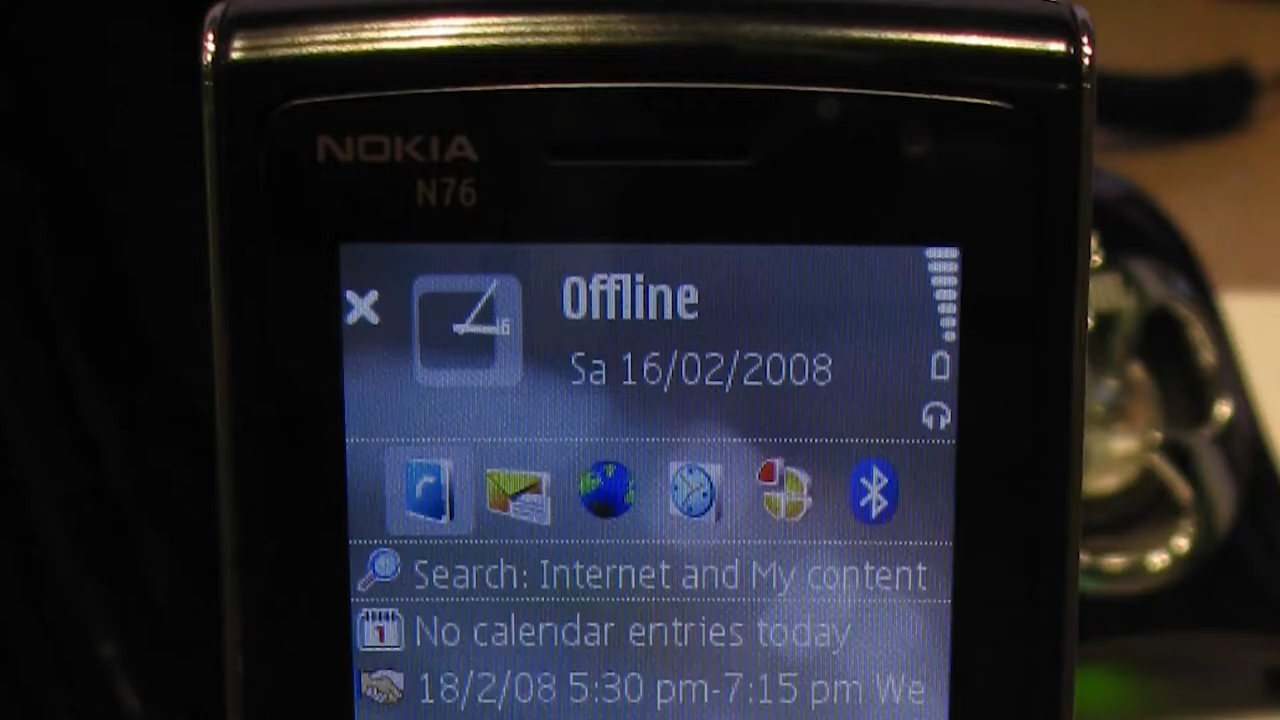 NOKIA
N76
Offline
Sa 16/02/2008
Search: Internet and My content
No calendar entries today
18/2/08 5:30 pm-7:15 pm We